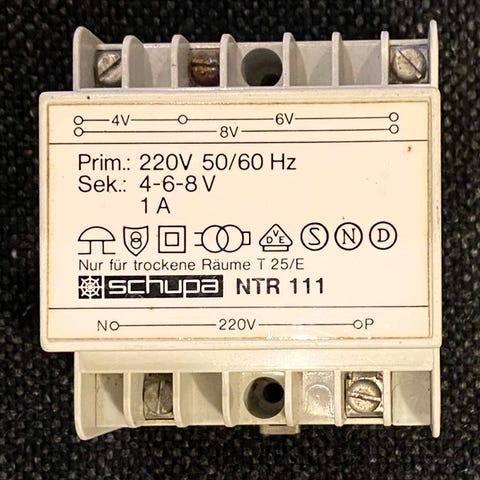 4V 6V
8V
Prim.: 220V 50/60 Hz
Sek.: 4-6-8 V
1 A
VDE S N D
Nur für trockene Räume T 25/E
schupa NTR 111
N 220V P